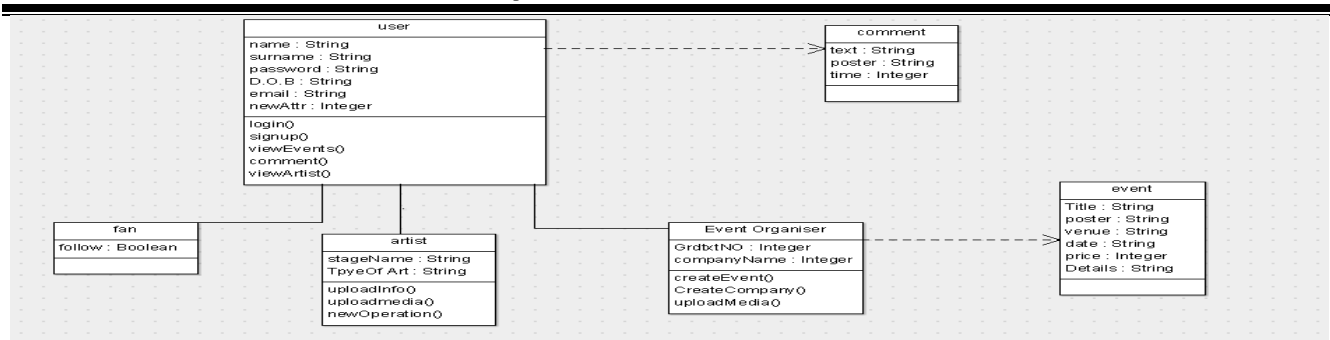 user
name : String
surname : String
password : String
D.O.B : String
email : String
newAttr : Integer
login()
signup()
viewEvents()
comment()
viewArtist()
comment
text : String
poster : String
time : Integer
fan
follow : Boolean
artist
stageName : String
TpyeOf Art : String
uploadInfo()
uploadmedia()
newOperation()
Event Organiser
GrdtxtNO : Integer
companyName : Integer
createEvent()
CreateCompany()
uploadMedia()
event
Title : String
poster : String
venue : String
date : String
price : Integer
Details : String